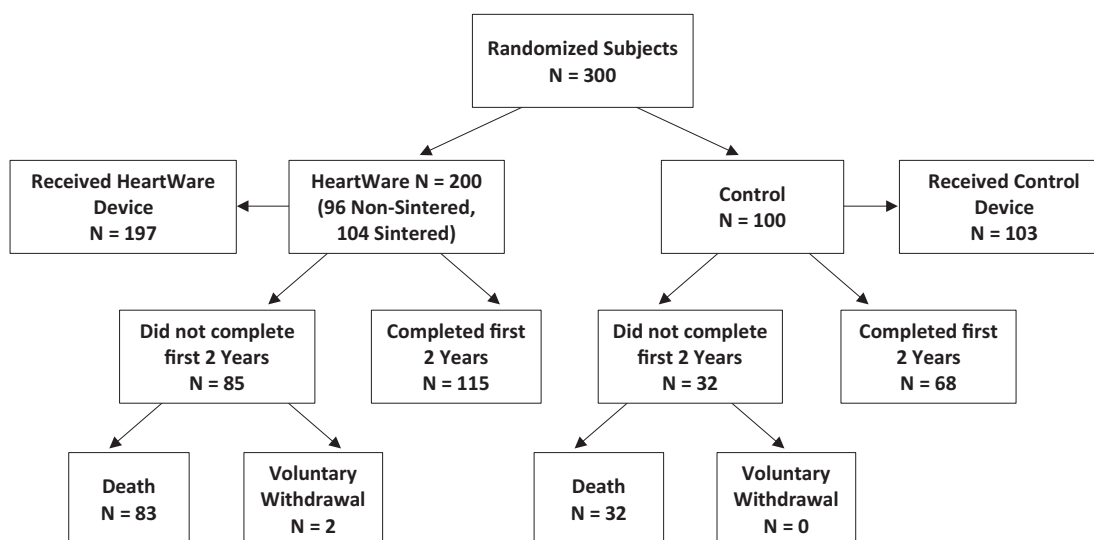 Randomized Subjects
N = 300
Received HeartWare
Device
N = 197
HeartWare N = 200
(96 Non-Sintered,
104 Sintered)
Control
N = 100
Received Control
Device
N = 103
Did not complete
first 2 Years
N = 85
Completed first
2 Years
N = 115
Did not complete
first 2 Years
N = 32
Completed first
2 Years
N = 68
Death
N = 83
Voluntary
Withdrawal
N = 2
Death
N = 32
Voluntary
Withdrawal
N = 0